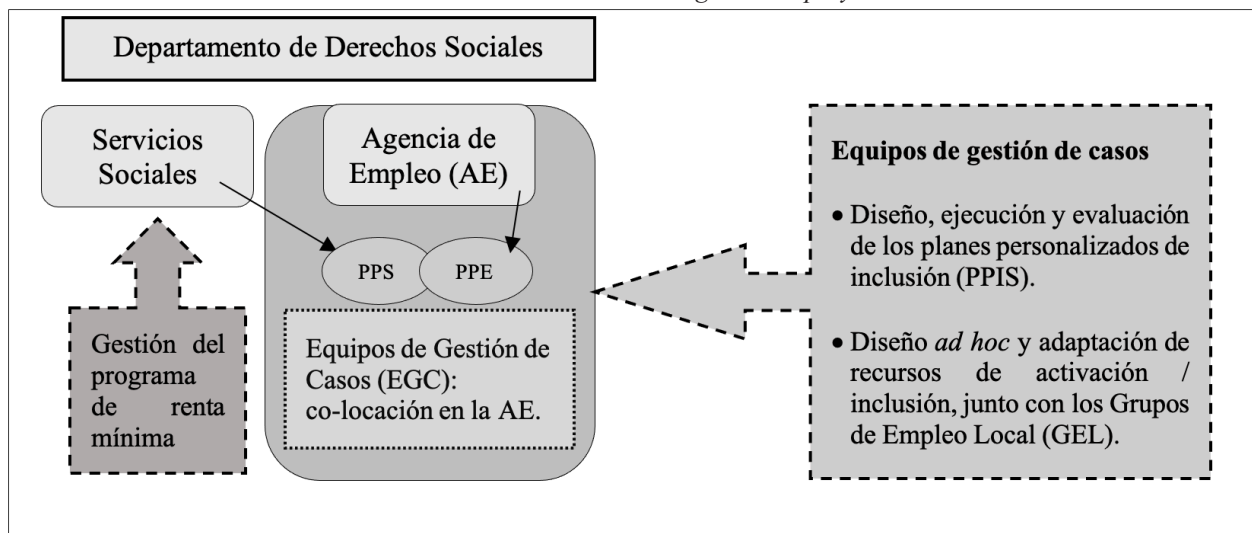 Departamento de Derechos Sociales
Servicios
Sociales
Agencia de
Empleo (AE)
PPS
PPE
Equipos de Gestión de
Casos (EGC):
co-locación en la AE.
Gestión del
programa
de renta
mínima
Equipos de gestión de casos
• Diseño, ejecución y evaluación
de los planes personalizados de
inclusión (PPIS).
• Diseño ad hoc y adaptación de
recursos de activación /
inclusión, junto con los Grupos
de Empleo Local (GEL).